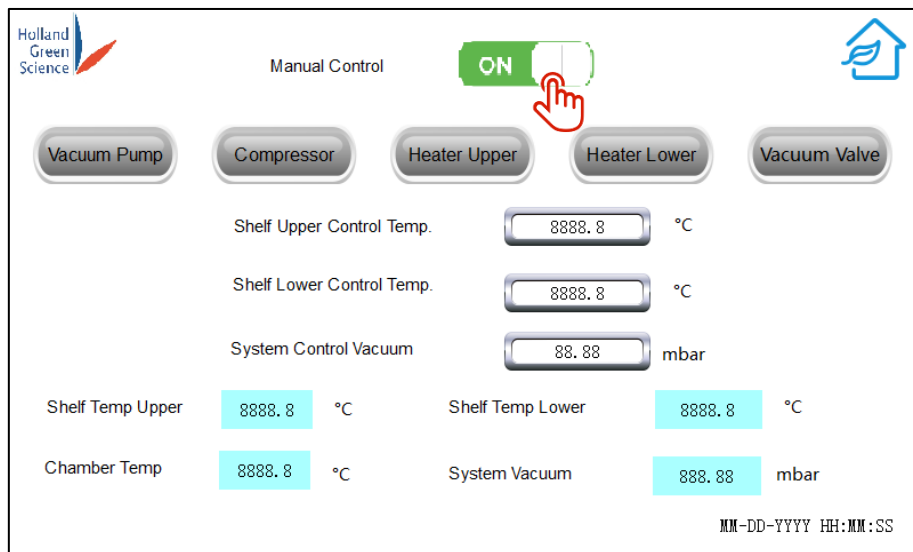 Holland
Green
Science
Manual Control
ON
Vacuum Pump
Compressor
Heater Upper
Heater Lower
Vacuum Valve
Shelf Upper Control Temp.
8888.8
°C
Shelf Lower Control Temp.
8888.8
°C
System Control Vacuum
88.88
mbar
Shelf Temp Upper
8888.8
°C
Shelf Temp Lower
8888.8
°C
Chamber Temp
8888.8
°C
System Vacuum
888.88
mbar
MM-DD-YYYY HH:MM:SS